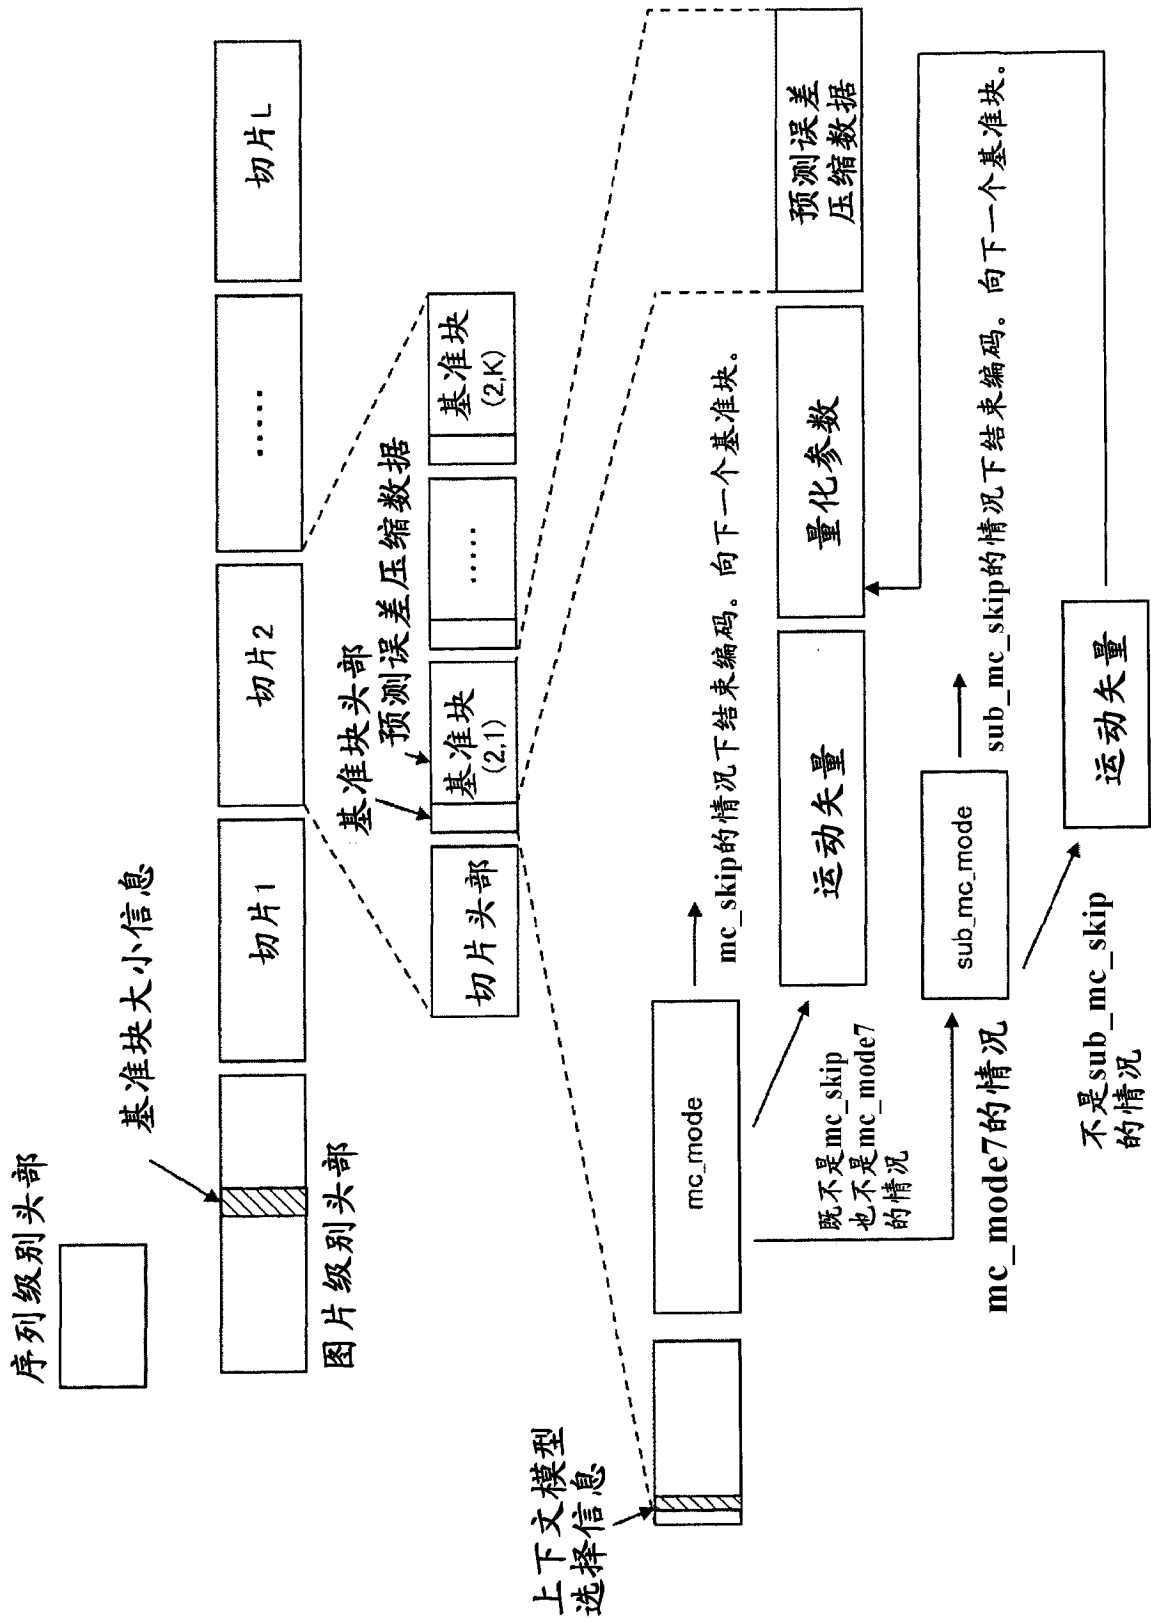 序列级别头部
基准块大小信息
图片级别头部
切片1
切片2
.....
切片L
切片头部
基准块头部
预测误差压缩数据
基准块
(2,1)
.....
基准块
(2,K)
上下文模型
选择信息
mc_mode
mc_skip的情况下结束编码。向下一个基准块。
既不是mc_skip
也不是mc_mode7
的情况
运动矢量
量化参数
预测误差
压缩数据
mc_mode7的情况
sub_mc_mode
sub_mc_skip的情况下结束编码。向下一个基准块。
不是sub_mc_skip
的情况
运动矢量